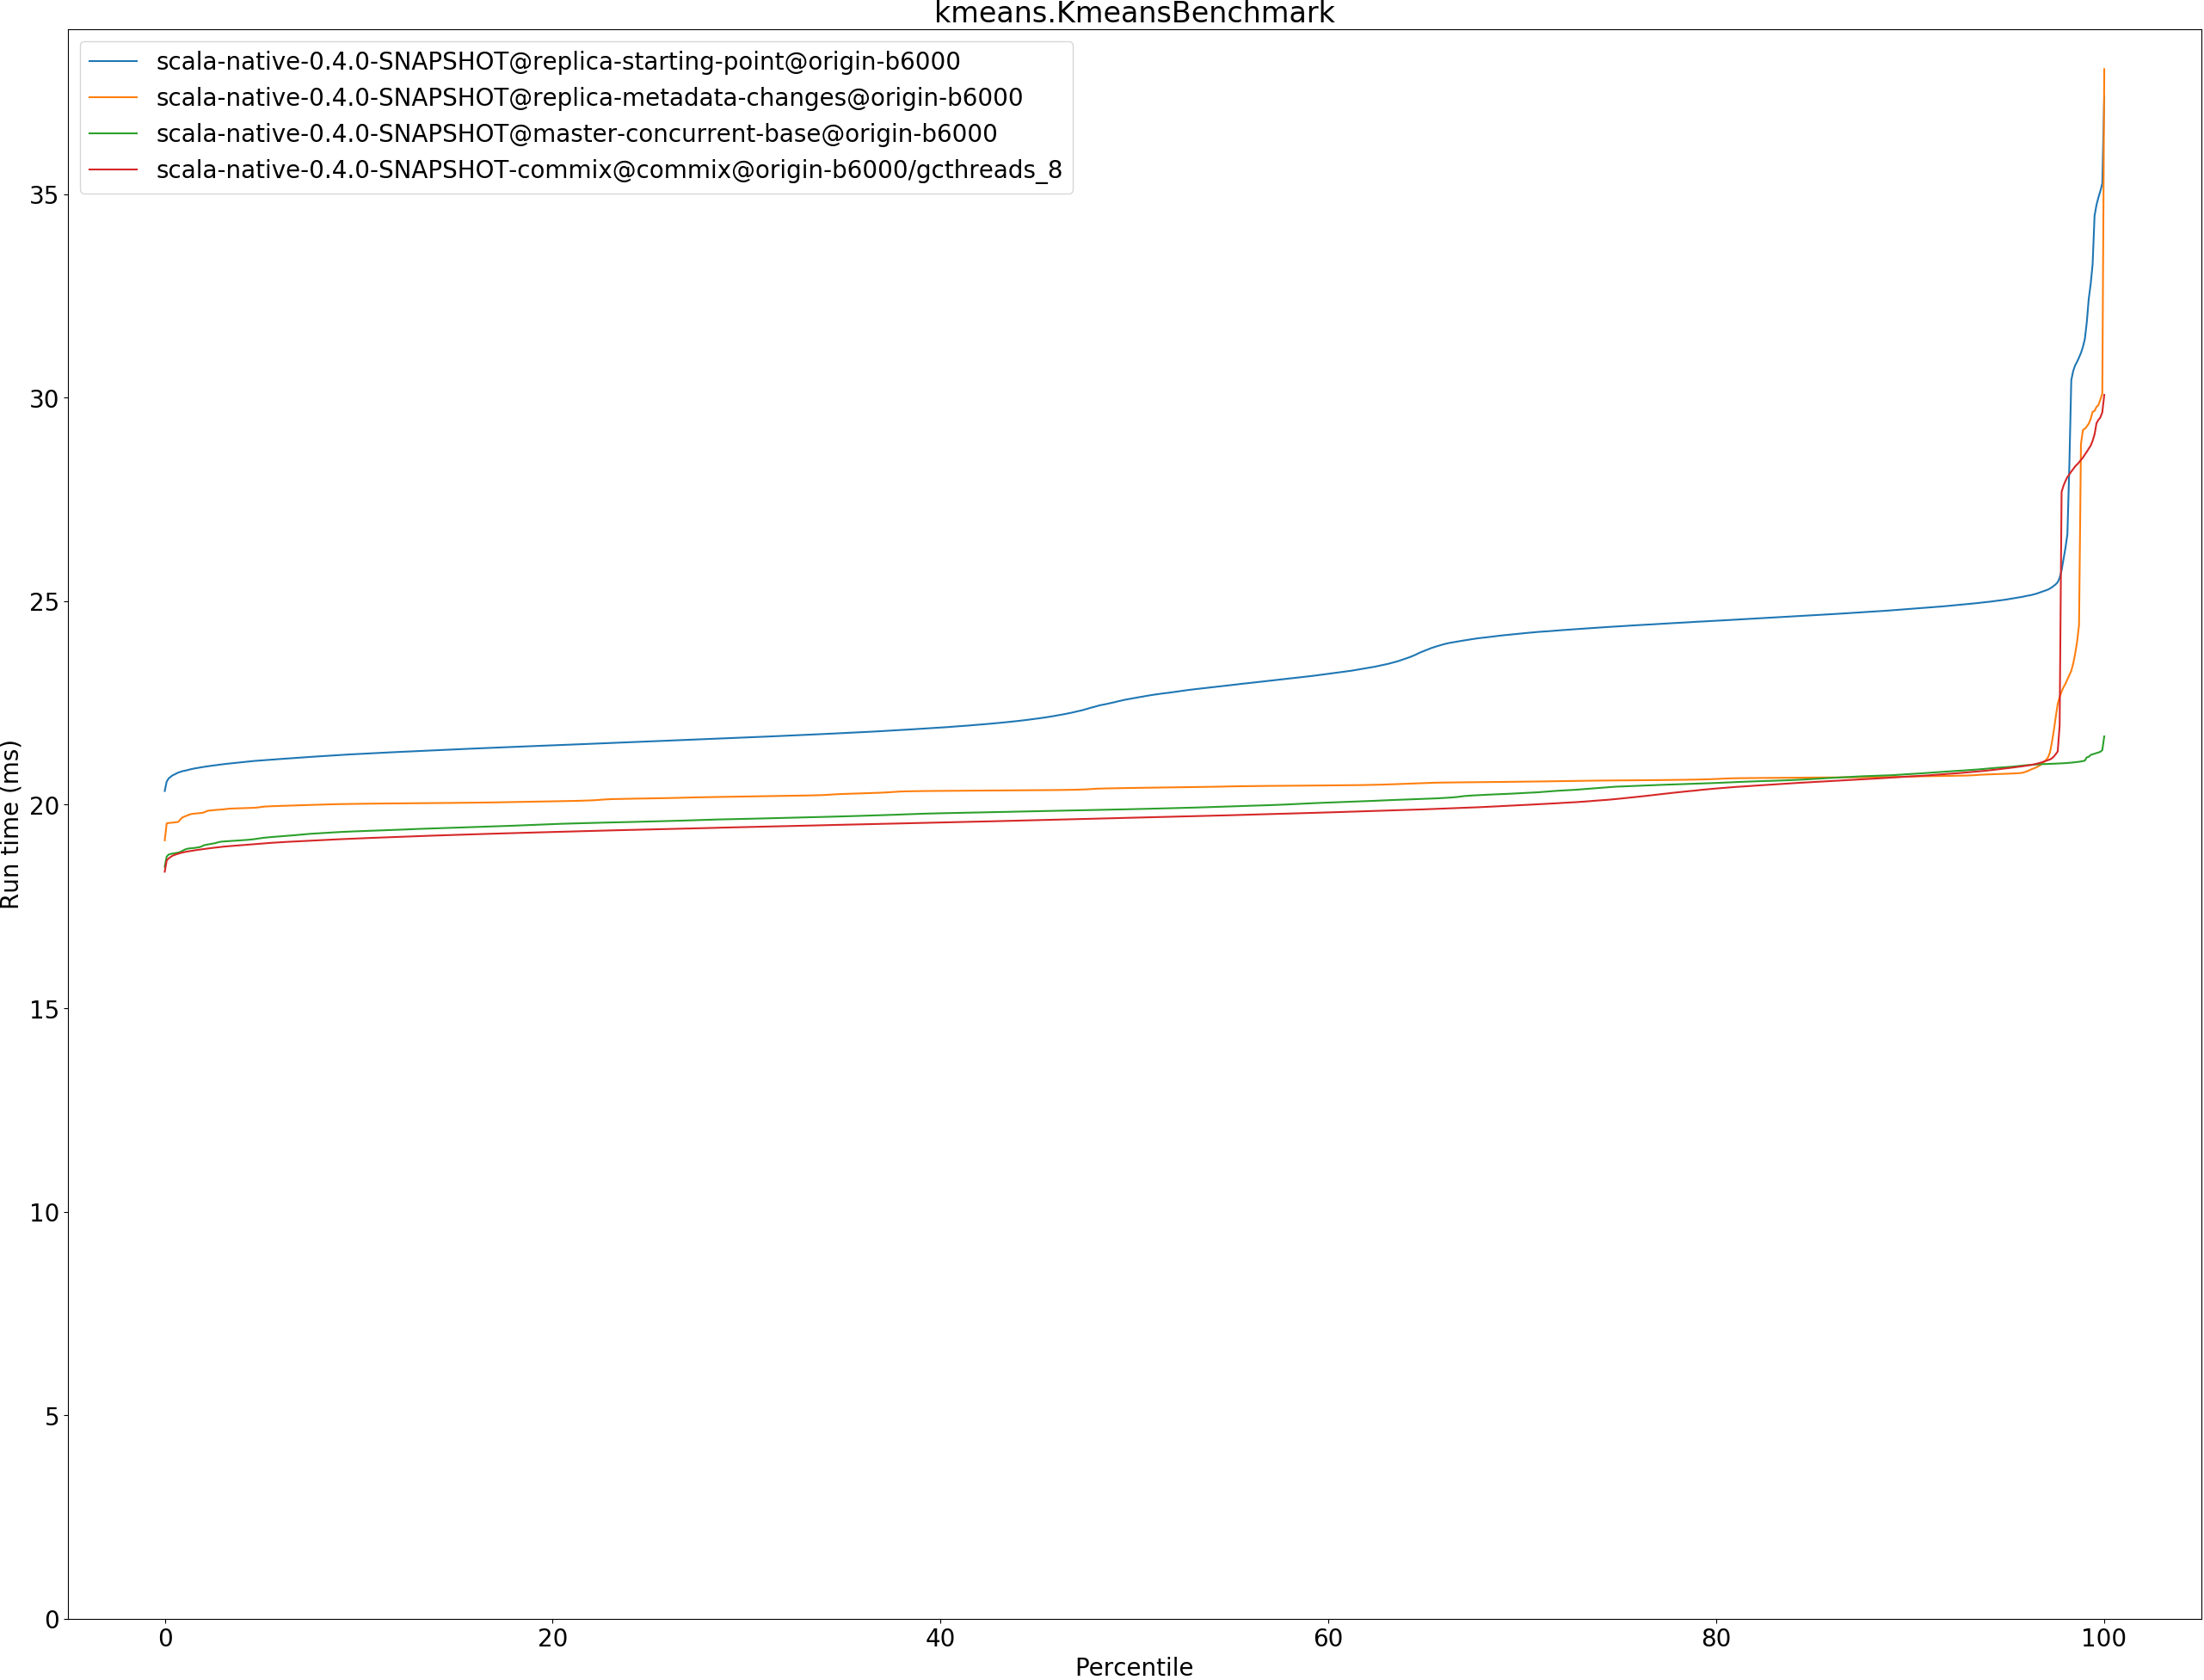 kmeans.KmeansBenchmark
scala-native-0.4.0-SNAPSHOT@replica-starting-point@origin-b6000
scala-native-0.4.0-SNAPSHOT@replica-metadata-changes@origin-b6000
scala-native-0.4.0-SNAPSHOT@master-concurrent-base@origin-b6000
scala-native-0.4.0-SNAPSHOT-commix@commix@origin-b6000/gcthreads_8
Run time (ms)
35
30
25
20
15
10
5
0
0 20 40 60 80 100
Percentile